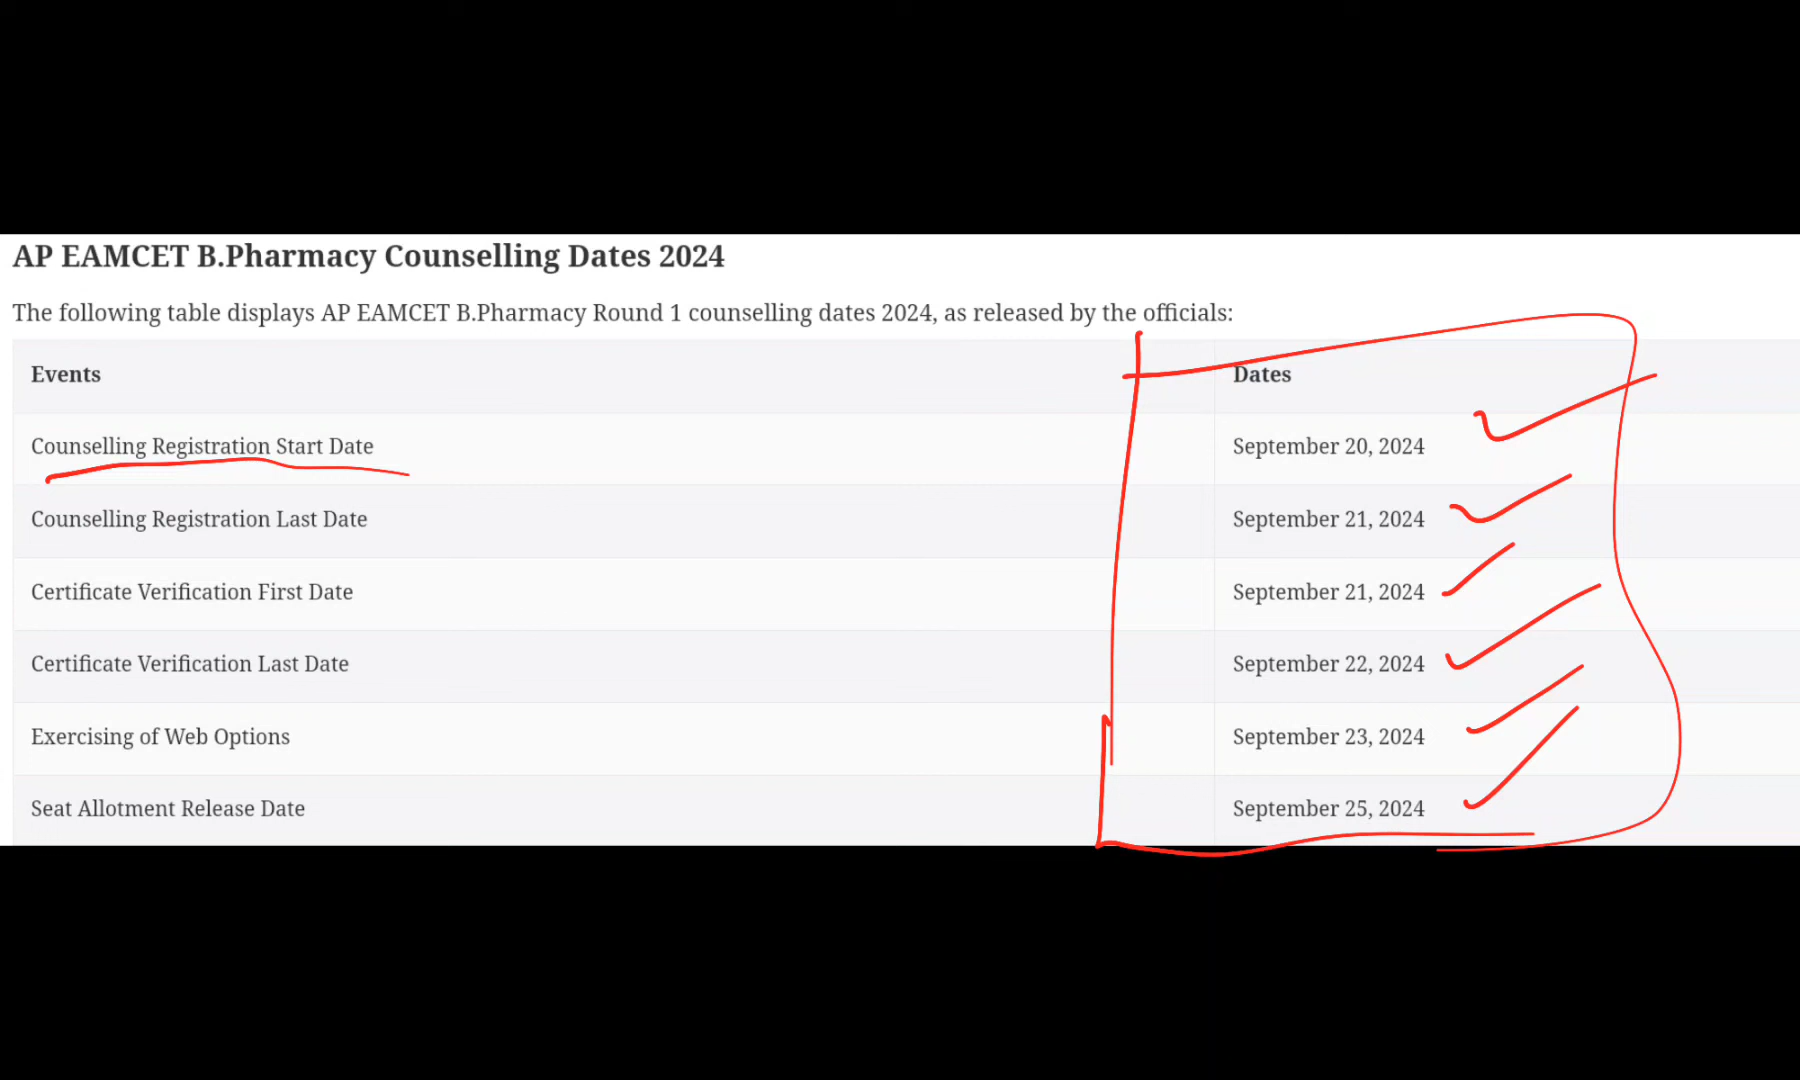 AP EAMCET B.Pharmacy Counselling Dates 2024
The following table displays AP EAMCET B.Pharmacy Round 1 counselling dates 2024, as released by the officials:
Events Dates
Counselling Registration Start Date September 20, 2024
Counselling Registration Last Date September 21, 2024
Certificate Verification First Date September 21, 2024
Certificate Verification Last Date September 22, 2024
Exercising of Web Options September 23, 2024
Seat Allotment Release Date September 25, 2024